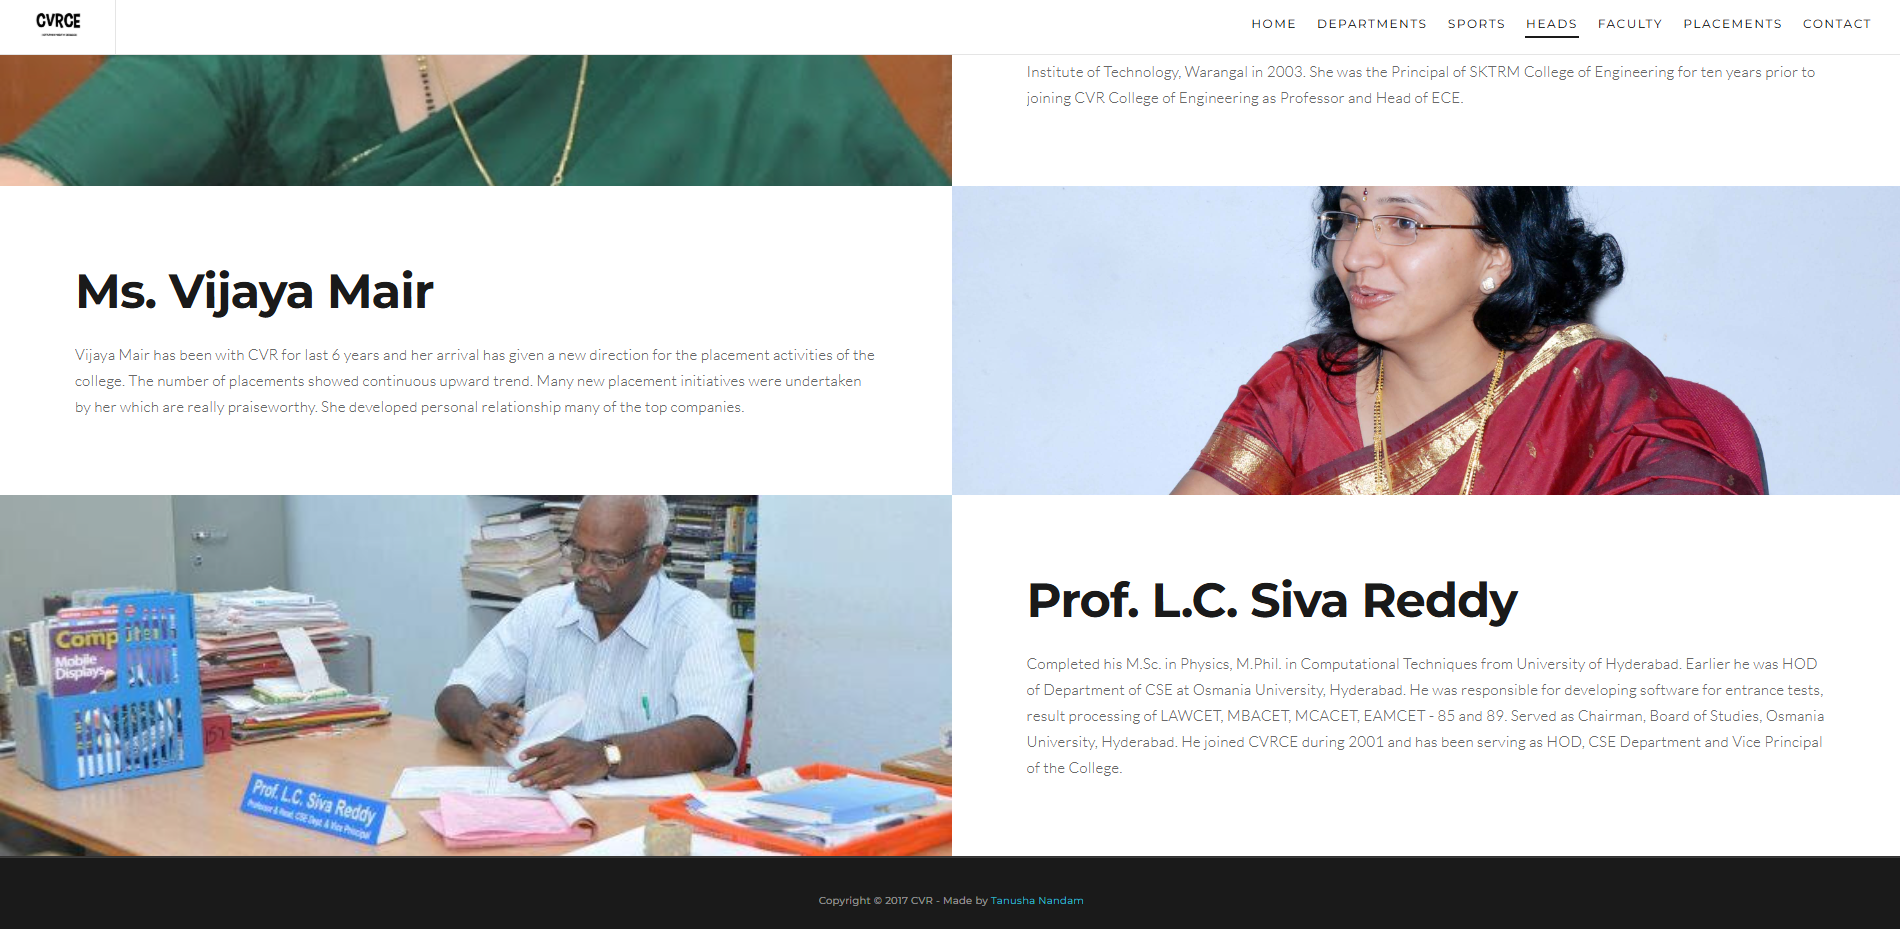 CVRCE
HOME DEPARTMENTS SPORTS HEADS FACULTY PLACEMENTS CONTACT
Institute of Technology, Warangal in 2003. She was the Principal of SKTRM College of Engineering for ten years prior to
joining CVR College of Engineering as Professor and Head of ECE.
Ms. Vijaya Mair
Vijaya Mair has been with CVR for last 6 years and her arrival has given a new direction for the placement activities of the
college. The number of placements showed continuous upward trend. Many new placement initiatives were undertaken
by her which are really praiseworthy. She developed personal relationship many of the top companies.
Computer
Mobile
Displays
151
Prof. L.C. Siva Reddy
Professor & Head, CSE Dept. & Vice Principal
Prof. L.C. Siva Reddy
Completed his M.Sc. in Physics, M.Phil. in Computational Techniques from University of Hyderabad. Earlier he was HOD
of Department of CSE at Osmania University, Hyderabad. He was responsible for developing software for entrance tests,
result processing of LAWCET, MBACET, MCACET, EAMCET - 85 and 89. Served as Chairman, Board of Studies, Osmania
University, Hyderabad. He joined CVRCE during 2001 and has been serving as HOD, CSE Department and Vice Principal
of the College.
Copyright © 2017 CVR - Made by Tanusha Nandam